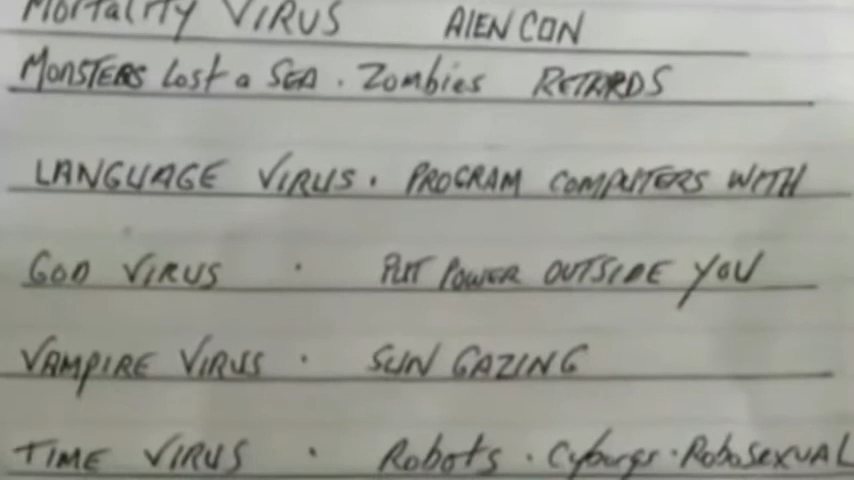 Mortality VIRUS AIEN CON
MONSTERS Lost a SEA . Zombies RETARDS
LANGUAGE VIRUS . PROGRAM COMPUTERS WITH
GOD VIRUS . PUT POWER OUTSIDE YOU
VAMPIRE VIRUS . SUN GAZING
TIME VIRUS . Robots . Cyborgs . RoboSEXUAL